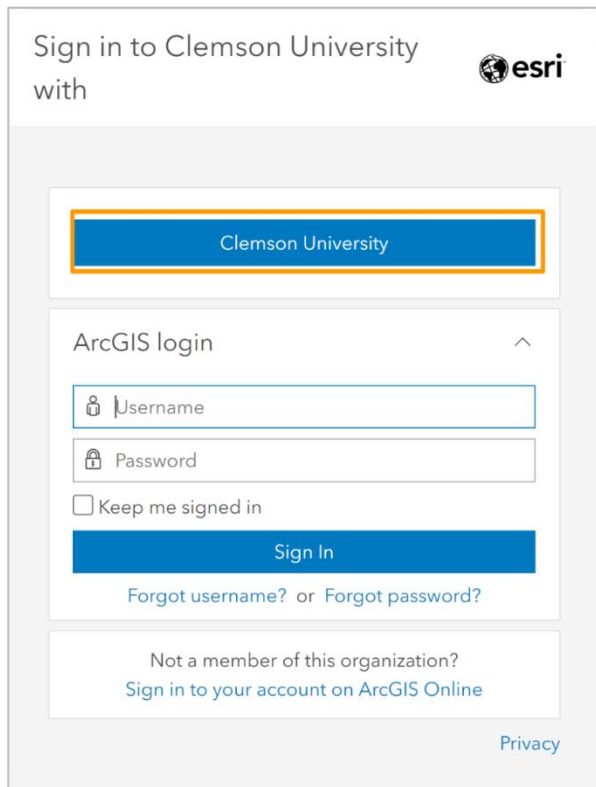 Sign in to Clemson University
with
esri
Clemson University
ArcGIS login
Username
Password
Keep me signed in
Sign In
Forgot username? or Forgot password?
Not a member of this organization?
Sign in to your account on ArcGIS Online
Privacy